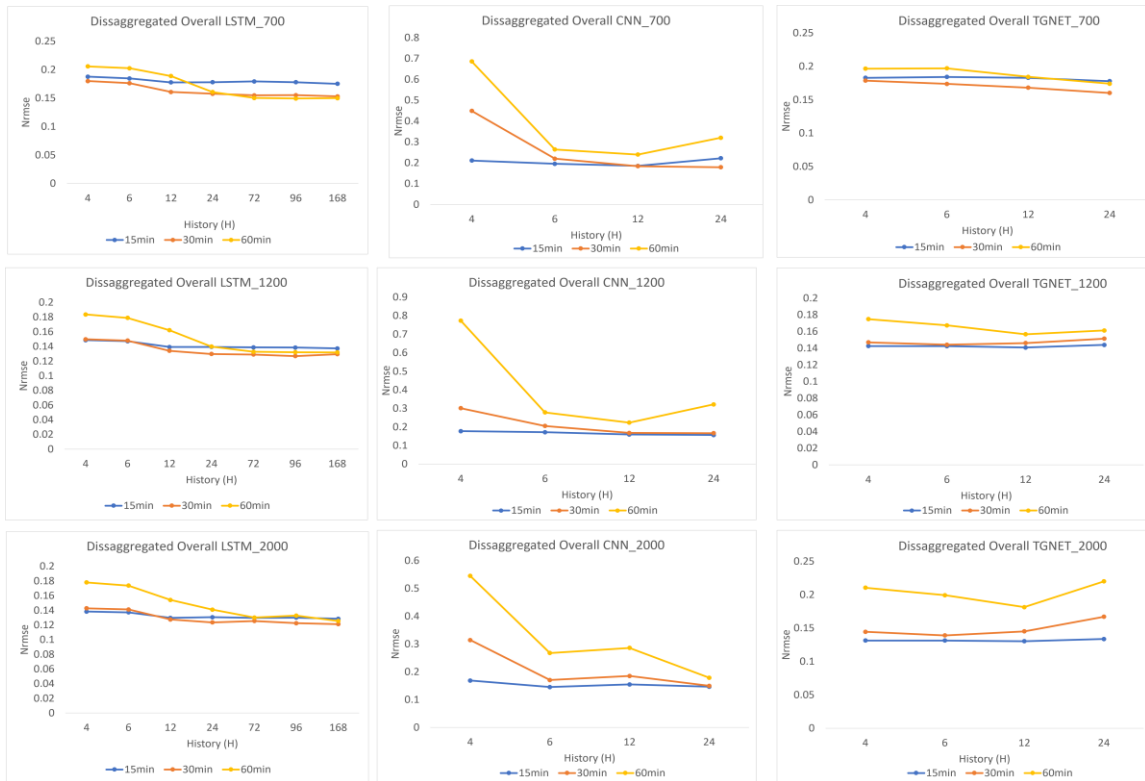 Dissaggregated Overall LSTM_700
0.25
0.2
0.15
0.1
0.05
0
Nrmse
4 6 12 24 72 96 168
History (H)
15min 30min 60min
Dissaggregated Overall CNN_700
0.8
0.7
0.6
0.5
0.4
0.3
0.2
0.1
0
Nrmse
4 6 12 24
History (H)
15min 30min 60min
Dissaggregated Overall TGNET_700
0.25
0.2
0.15
0.1
0.05
0
Nrmse
4 6 12 24
History (H)
15min 30min 60min
Dissaggregated Overall LSTM_1200
0.2
0.18
0.16
0.14
0.12
0.1
0.08
0.06
0.04
0.02
0
Nrmse
4 6 12 24 72 96 168
History (H)
15min 30min 60min
Dissaggregated Overall CNN_1200
0.9
0.8
0.7
0.6
0.5
0.4
0.3
0.2
0.1
0
Nrmse
4 6 12 24
History (H)
15min 30min 60min
Dissaggregated Overall TGNET_1200
0.2
0.18
0.16
0.14
0.12
0.1
0.08
0.06
0.04
0.02
0
Nrmse
4 6 12 24
History (H)
15min 30min 60min
Dissaggregated Overall LSTM_2000
0.2
0.18
0.16
0.14
0.12
0.1
0.08
0.06
0.04
0.02
0
Nrmse
4 6 12 24 72 96 168
History (H)
15min 30min 60min
Dissaggregated Overall CNN_2000
0.6
0.5
0.4
0.3
0.2
0.1
0
Nrmse
4 6 12 24
History (H)
15min 30min 60min
Dissaggregated Overall TGNET_2000
0.25
0.2
0.15
0.1
0.05
0
Nrmse
4 6 12 24
History (H)
15min 30min 60min